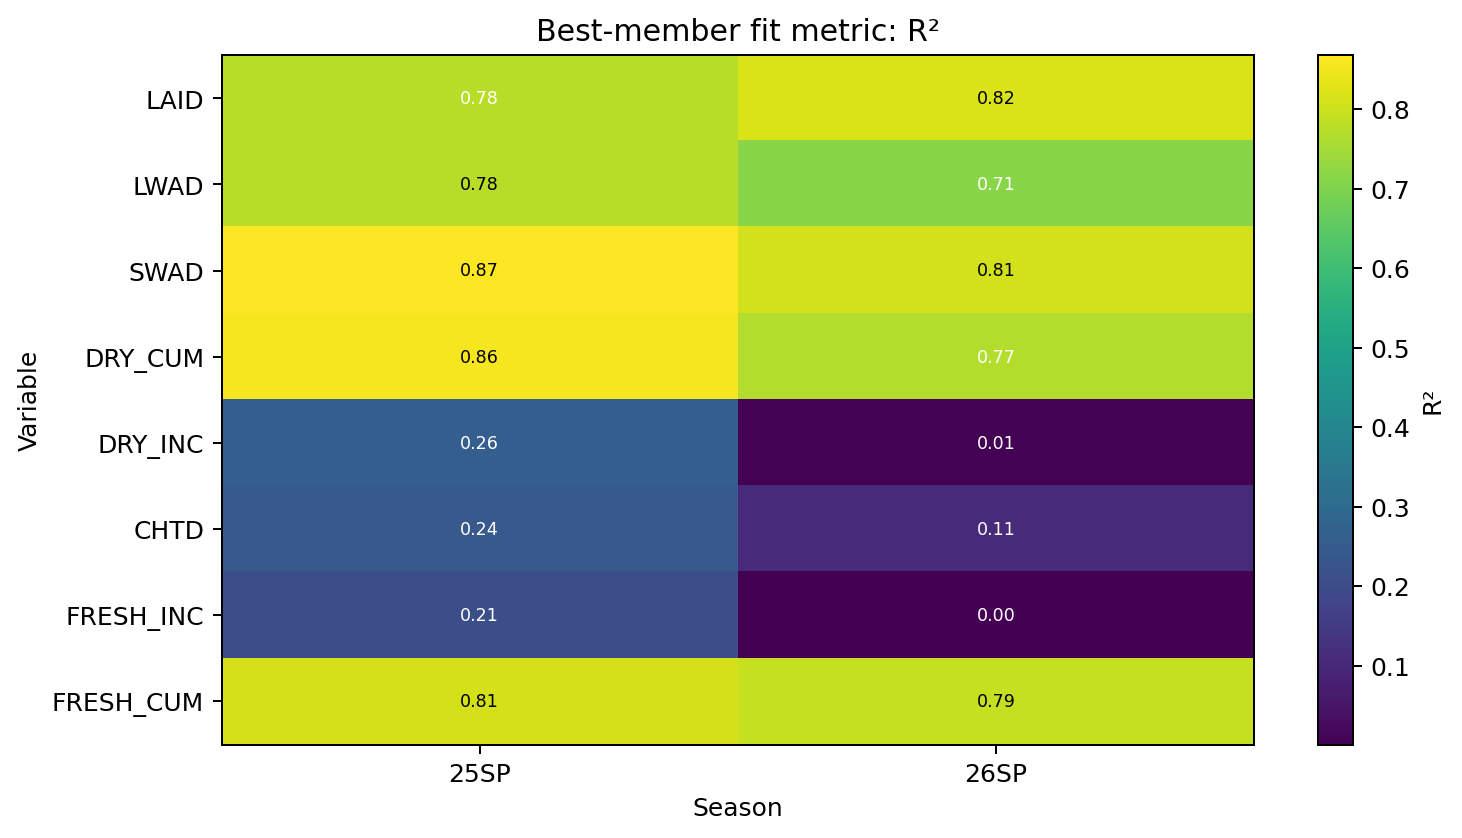 Best-member fit metric: R²
Variable
LAID 0.78 0.82
LWAD 0.78 0.71
SWAD 0.87 0.81
DRY_CUM 0.86 0.77
DRY_INC 0.26 0.01
CHTD 0.24 0.11
FRESH_INC 0.21 0.00
FRESH_CUM 0.81 0.79
25SP 26SP
Season
0.8
0.7
0.6
0.5
0.4
0.3
0.2
0.1
R²